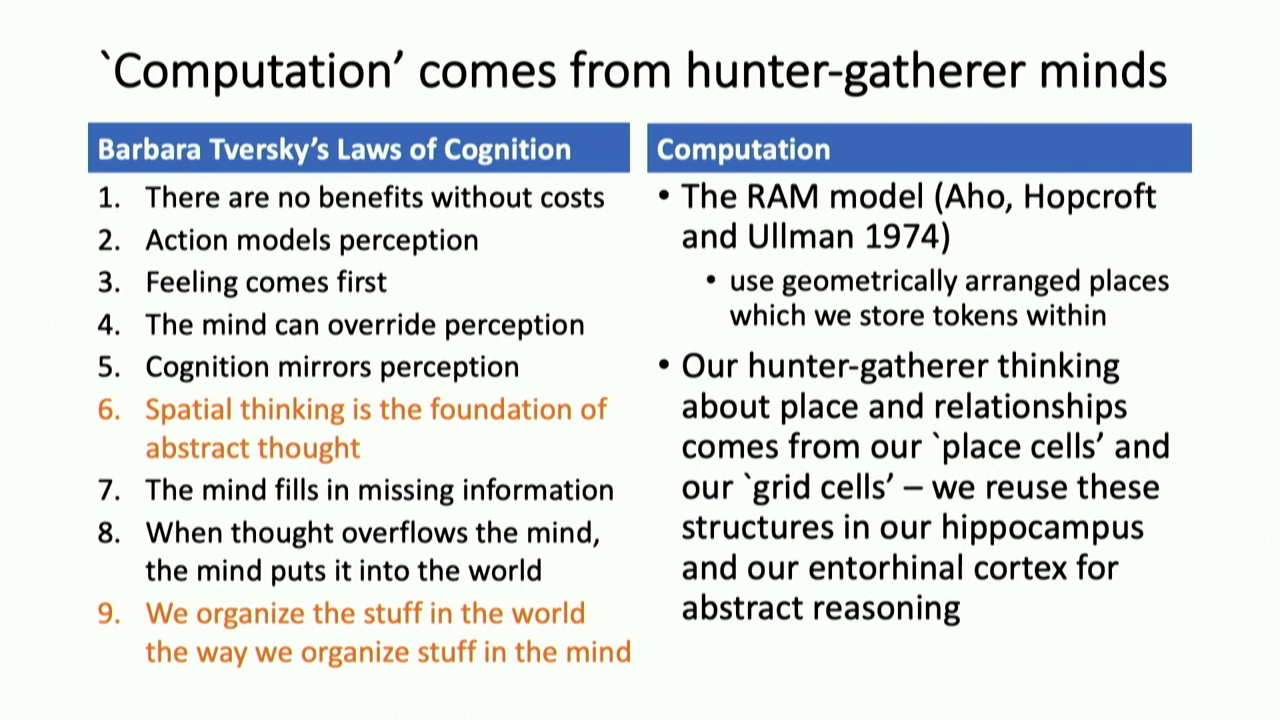 `Computation’ comes from hunter-gatherer minds
Barbara Tversky’s Laws of Cognition
1. There are no benefits without costs
2. Action models perception
3. Feeling comes first
4. The mind can override perception
5. Cognition mirrors perception
6. Spatial thinking is the foundation of
abstract thought
7. The mind fills in missing information
8. When thought overflows the mind,
the mind puts it into the world
9. We organize the stuff in the world
the way we organize stuff in the mind
Computation
• The RAM model (Aho, Hopcroft
and Ullman 1974)
• use geometrically arranged places
which we store tokens within
• Our hunter-gatherer thinking
about place and relationships
comes from our `place cells’ and
our `grid cells’ – we reuse these
structures in our hippocampus
and our entorhinal cortex for
abstract reasoning